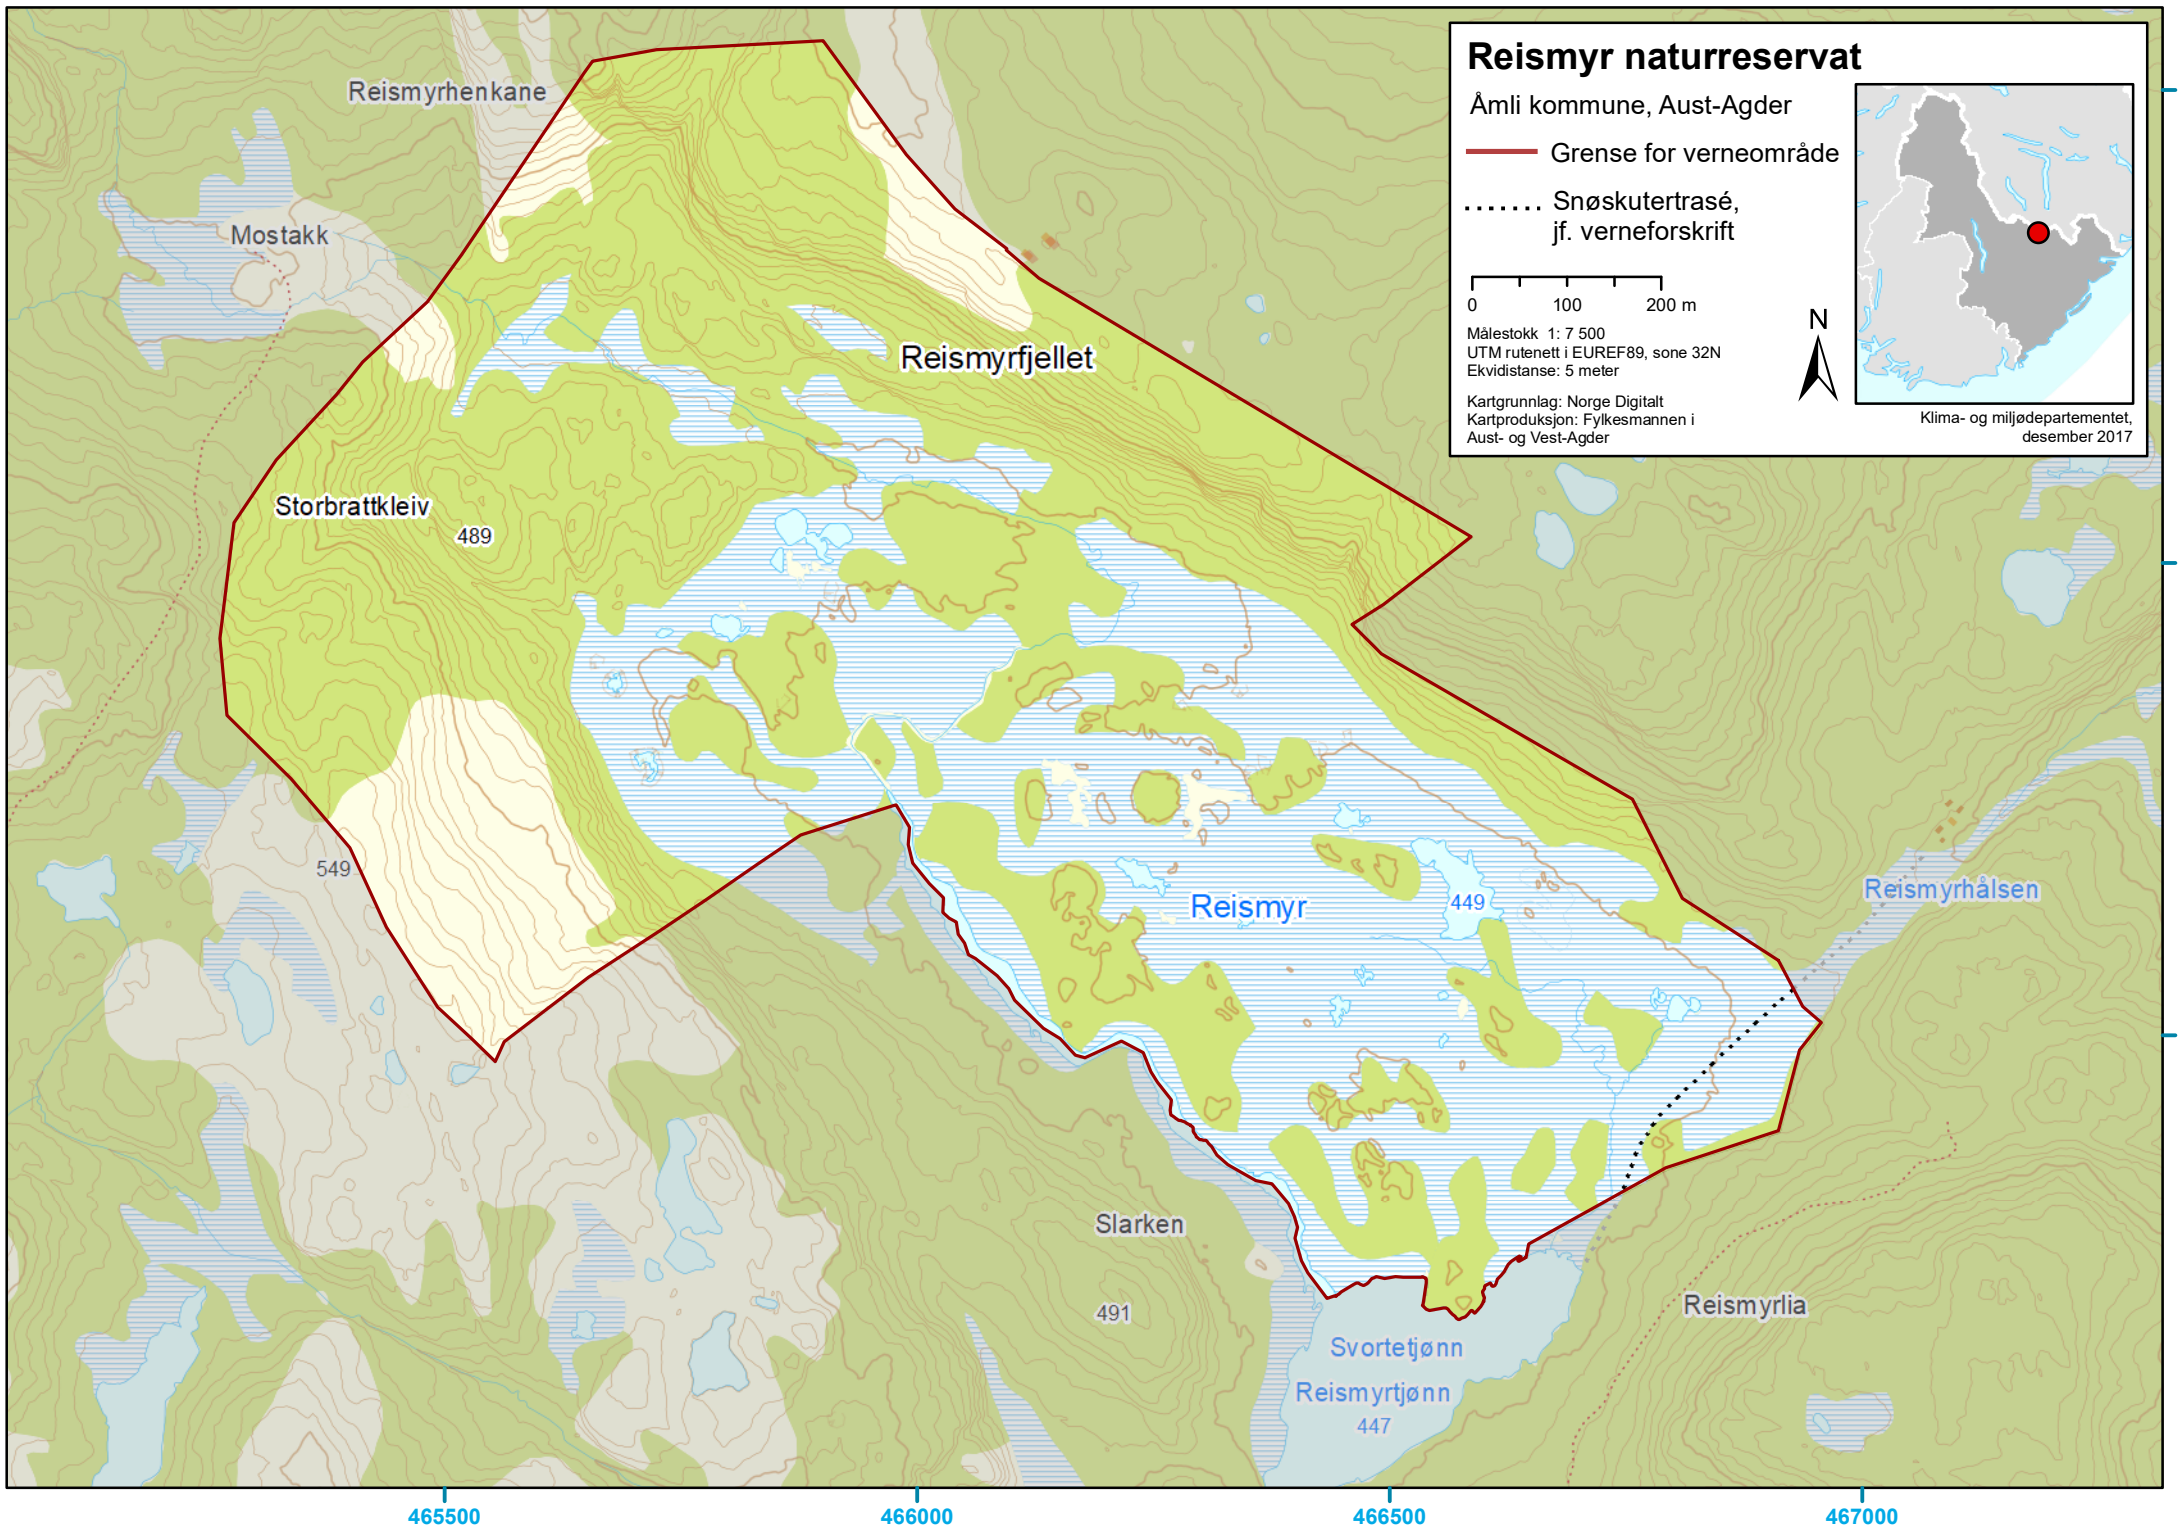 Reismyr naturreservat
Åmli kommune, Aust-Agder
Grense for verneområde
Snøskutertrasé,
jf. verneforskrift
0 100 200 m
Målestokk 1: 7 500
UTM rutenett i EUREF89, sone 32N
Ekvidistanse: 5 meter
Kartgrunnlag: Norge Digitalt
Kartproduksjon: Fylkesmannen i
Aust- og Vest-Agder
N
Klima- og miljødepartementet,
desember 2017
Reismyrhenkane
Mostakk
Reismyrfjellet
Storbrattkleiv
489
549
Reismyr
449
Reismyrhålsen
Slarken
491
Reismyrlia
Svortetjønn
Reismyrtjønn
447
465500 466000 466500 467000